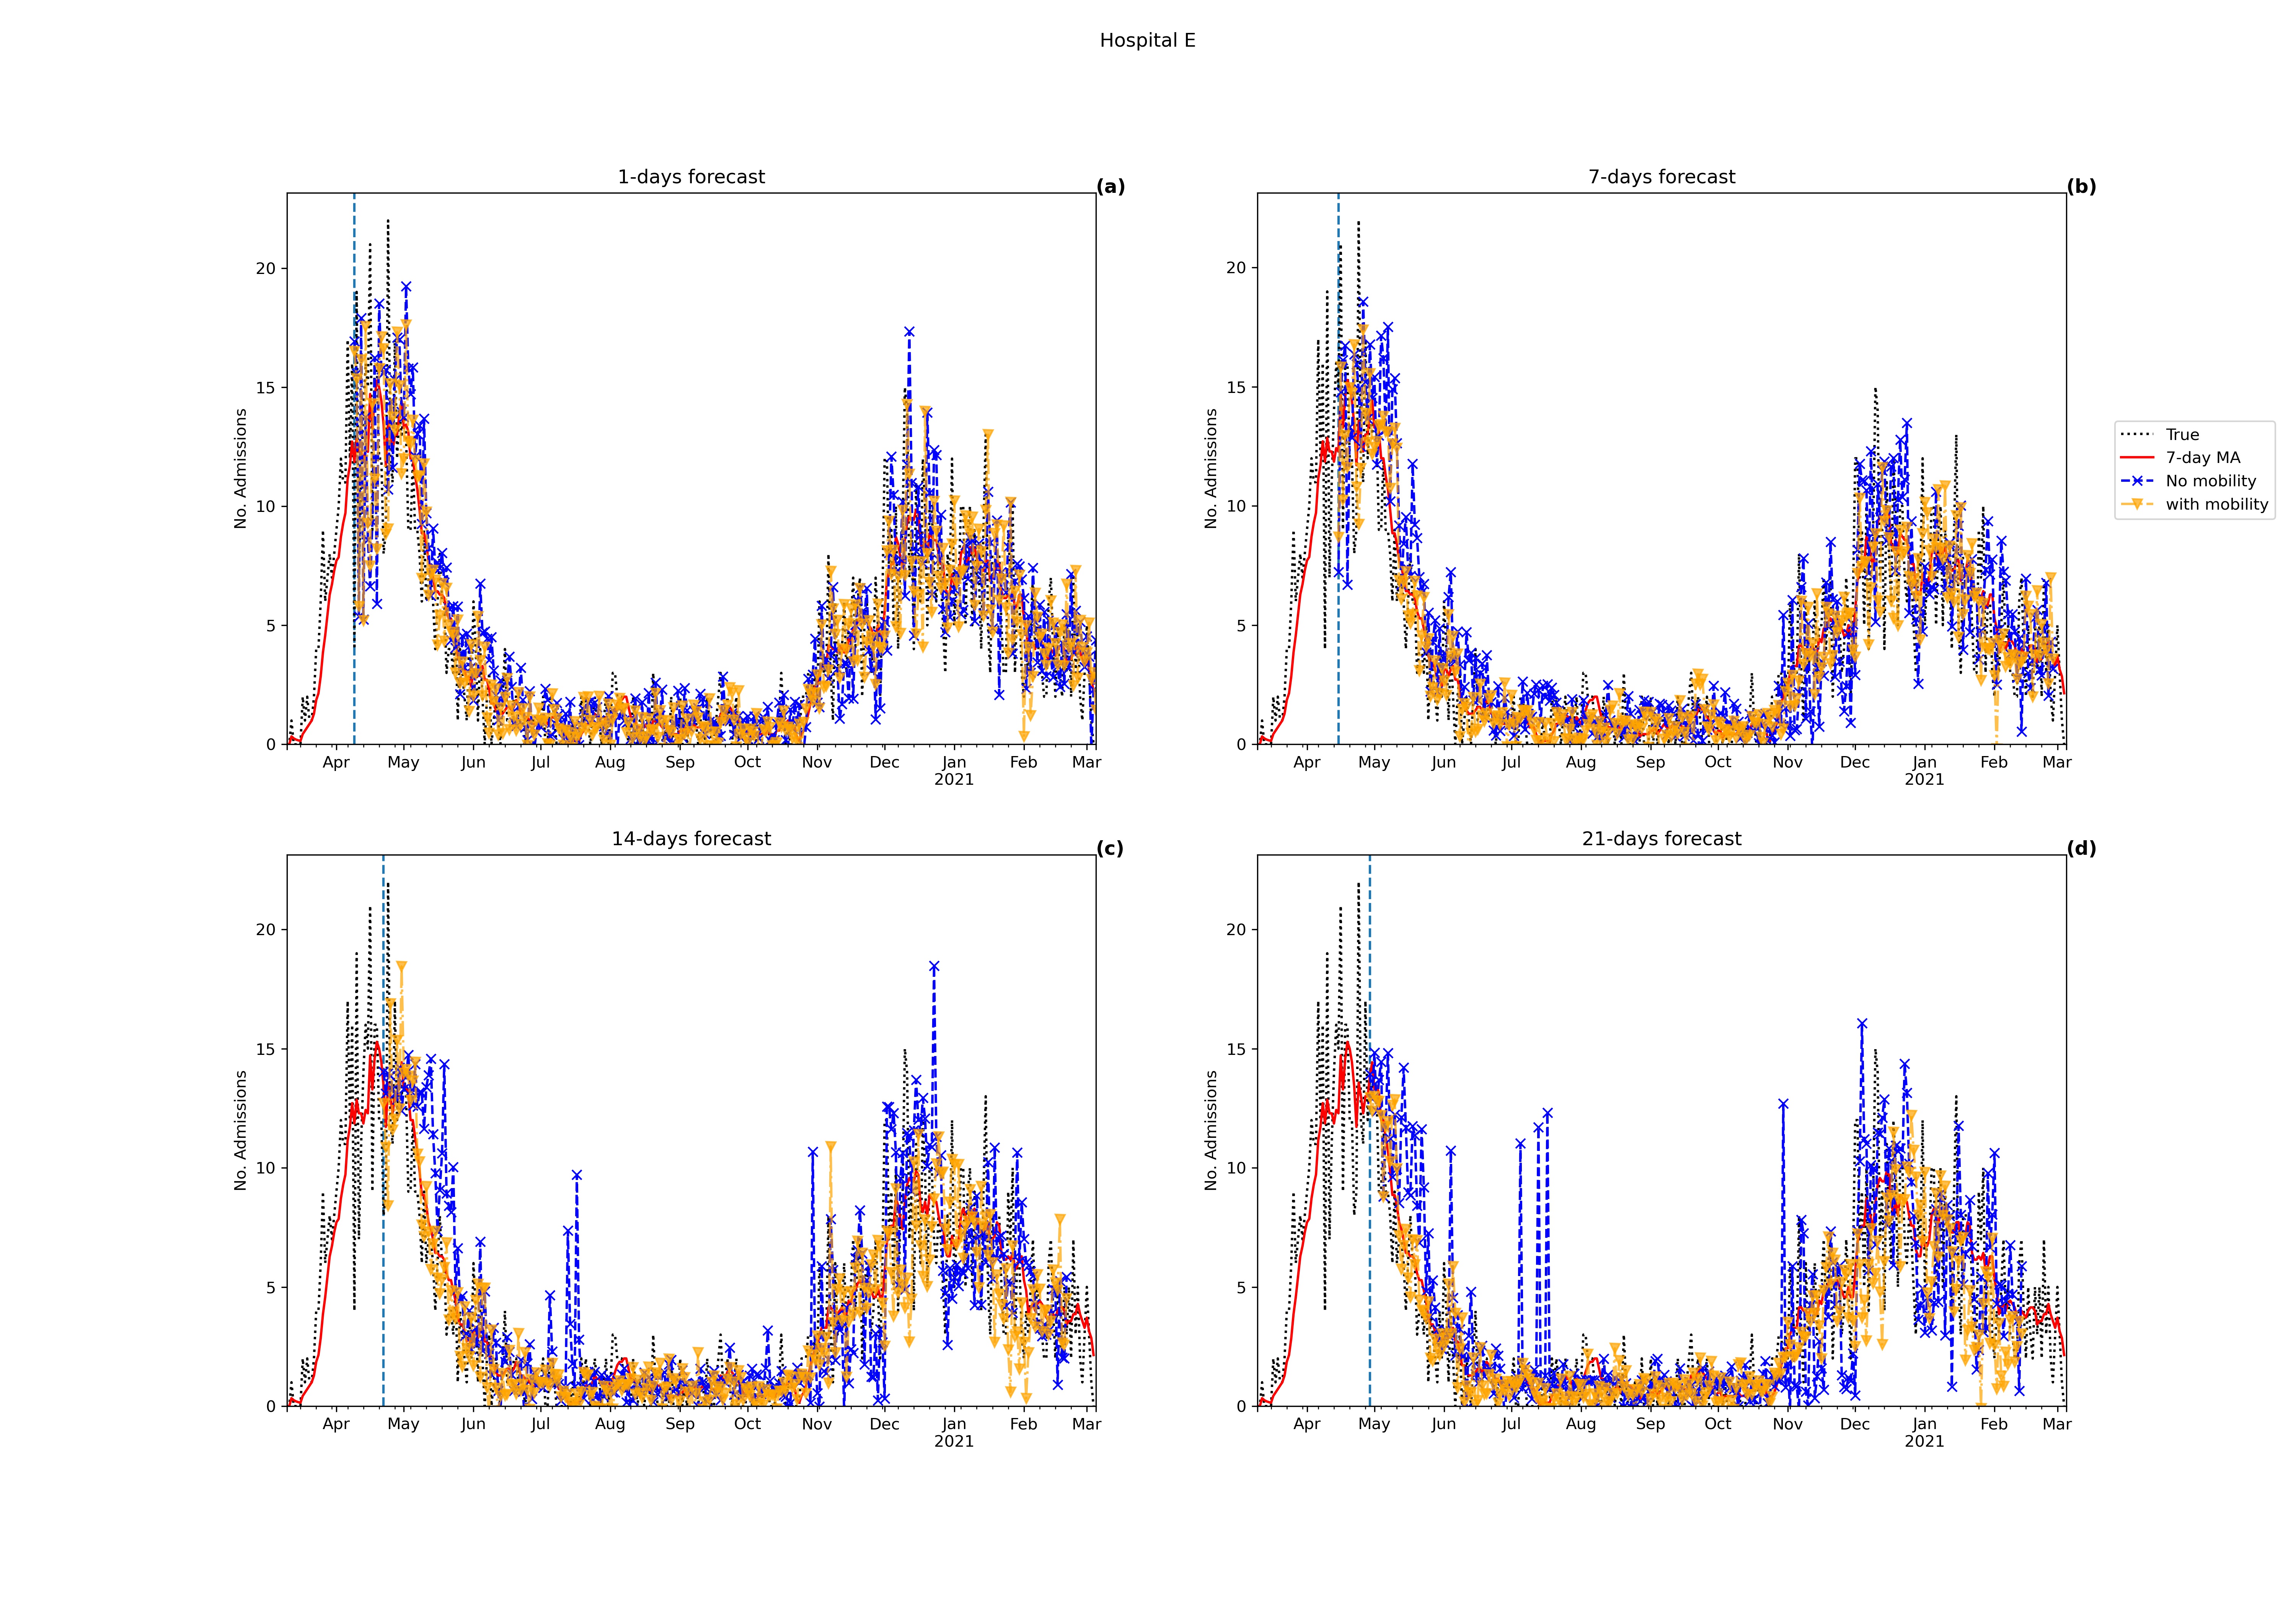 Hospital E
1-days forecast
(a)
No. Admissions
20
15
10
5
0
Apr May Jun Jul Aug Sep Oct Nov Dec Jan Feb Mar
2021
7-days forecast
(b)
No. Admissions
20
15
10
5
0
Apr May Jun Jul Aug Sep Oct Nov Dec Jan Feb Mar
2021
True
7-day MA
No mobility
with mobility
14-days forecast
(c)
No. Admissions
20
15
10
5
0
Apr May Jun Jul Aug Sep Oct Nov Dec Jan Feb Mar
2021
21-days forecast
(d)
No. Admissions
20
15
10
5
0
Apr May Jun Jul Aug Sep Oct Nov Dec Jan Feb Mar
2021